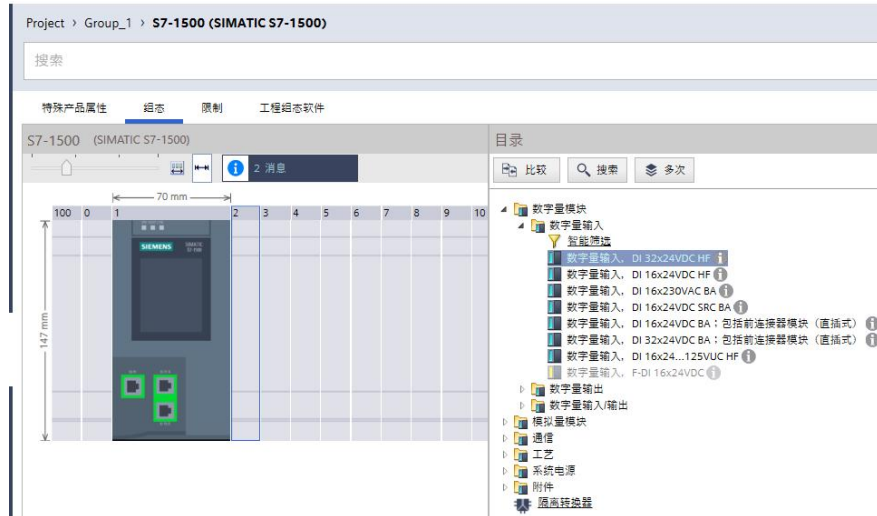 Project › Group_1 › S7-1500 (SIMATIC S7-1500)
搜索
特殊产品属性 组态 限制 工程组态软件
S7-1500 (SIMATIC S7-1500)
目录
2 消息
比较 搜索 多次
70 mm
100 0 1 2 3 4 5 6 7 8 9 10
SIEMENS
147 mm
数字量模块
数字量输入
智能筛选
数字量输入, DI 32x24VDC HF
数字量输入, DI 16x24VDC HF
数字量输入, DI 16x230VAC BA
数字量输入, DI 16x24VDC SRC BA
数字量输入, DI 16x24VDC BA；包括前连接器模块（直插式）
数字量输入, DI 32x24VDC BA；包括前连接器模块（直插式）
数字量输入, DI 16x24...125VUC HF
数字量输入, F-DI 16x24VDC
数字量输出
数字量输入/输出
模拟量模块
通信
工艺
系统电源
附件
隔离转换器